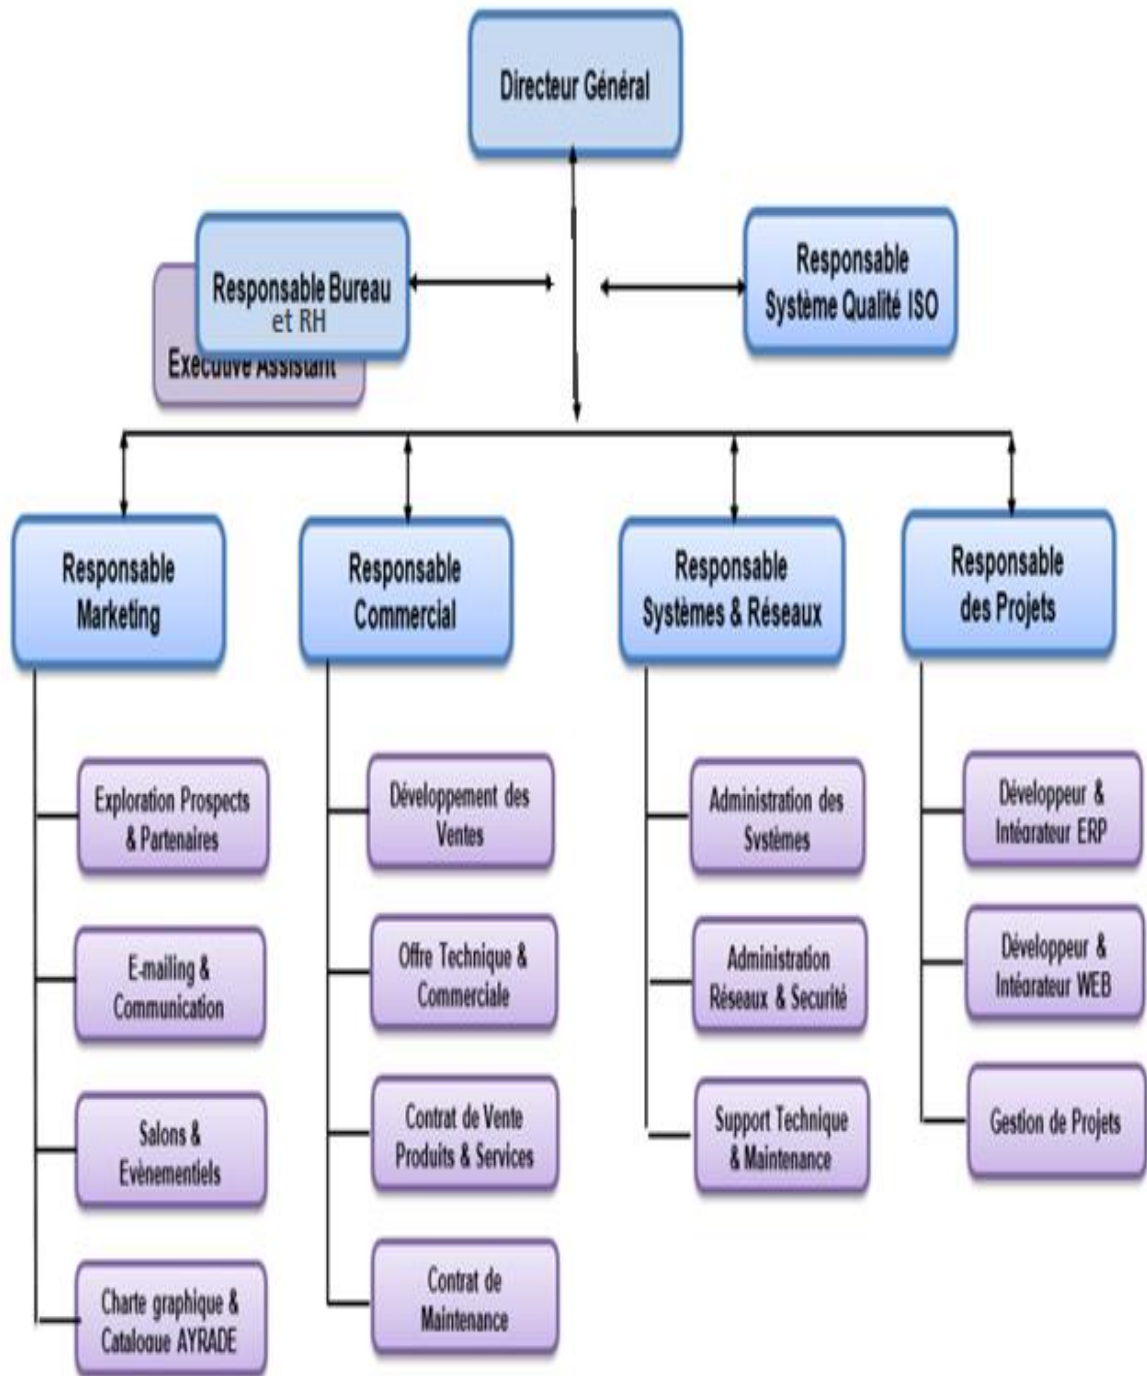 Directeur Général
Responsable Bureau
et RH
Executive Assistant
Responsable
Système Qualité ISO
Responsable
Marketing
Responsable
Commercial
Responsable
Systèmes & Réseaux
Responsable
des Projets
Exploration Prospects
& Partenaires
E-mailing &
Communication
Salons &
Evènementiels
Charte graphique &
Catalogue AYRADE
Développement des
Ventes
Offre Technique &
Commerciale
Contrat de Vente
Produits & Services
Contrat de
Maintenance
Administration des
Systèmes
Administration
Réseaux & Securité
Support Technique
& Maintenance
Développeur &
Intégrateur ERP
Développeur &
Intégrateur WEB
Gestion de Projets